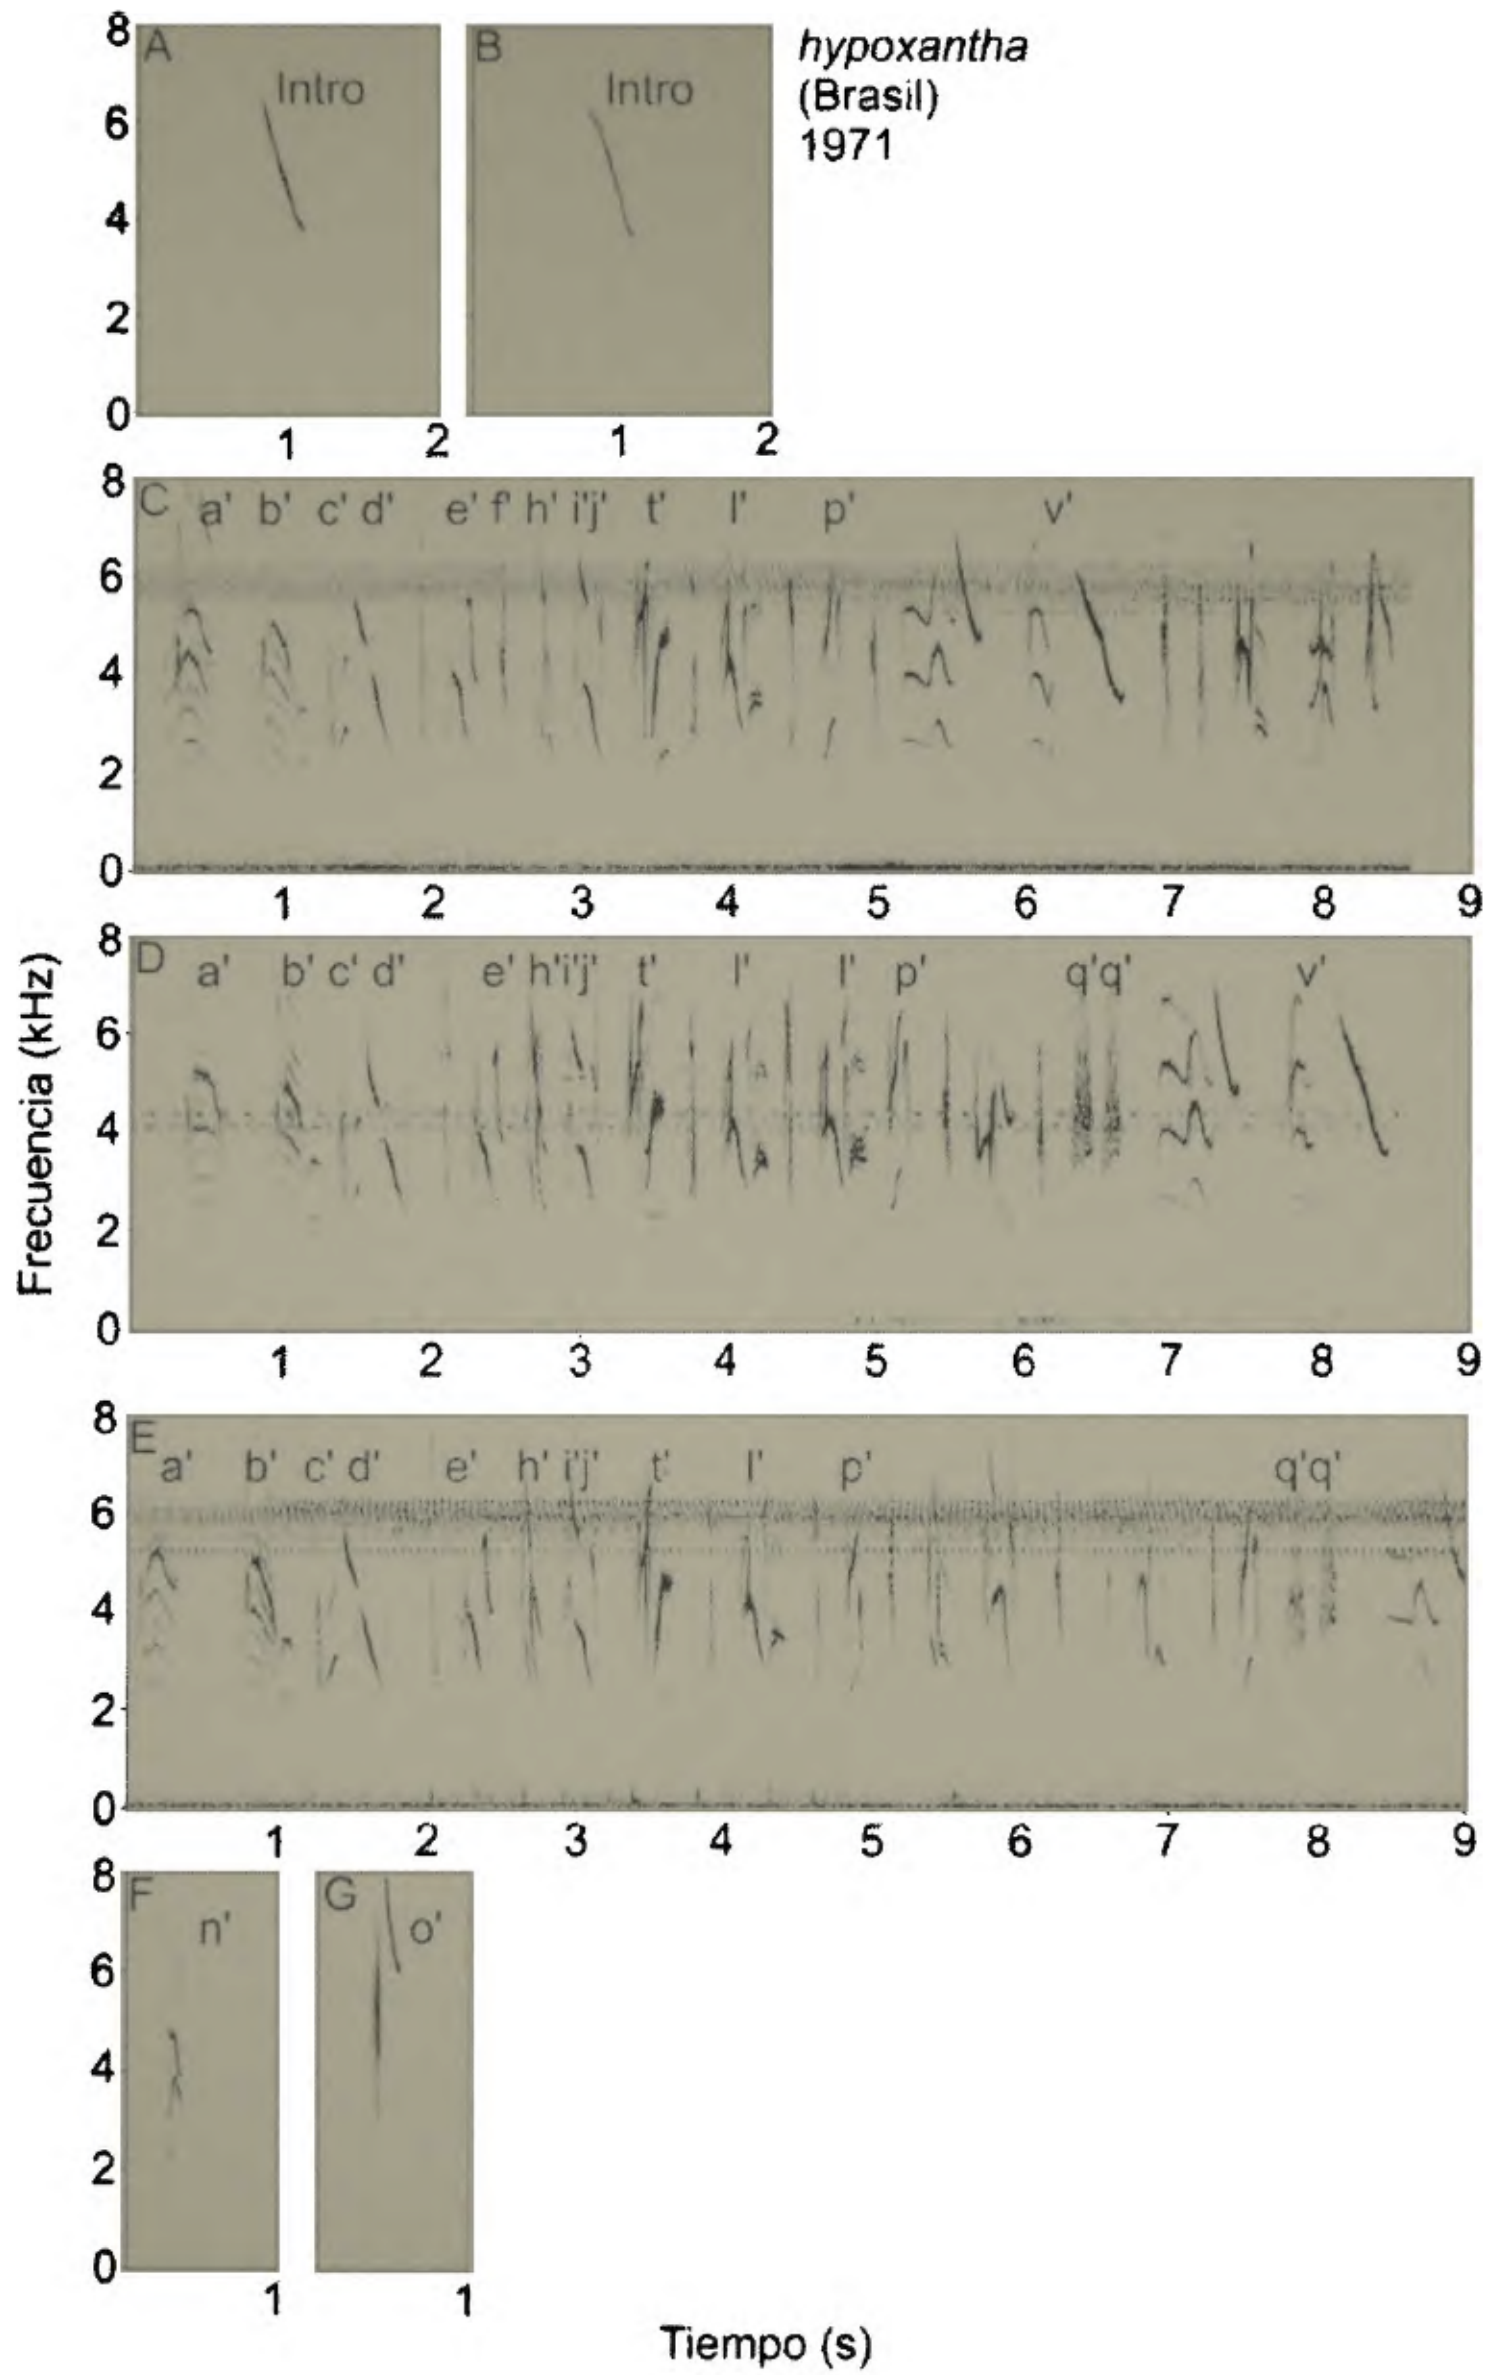 8 A Intro B Intro hypoxantha
(Brasil)
6
1971
4
2
0
1 2 1 2
8 C a' b' c' d' e' f' h' i'j' t' l' p' v'
6
4
2
0
1 2 3 4 5 6 7 8 9
8 D a' b' c' d' e' h'i'j' t' l' l' p' q'q' v'
6
4
2
0
1 2 3 4 5 6 7 8 9
Frecuencia (kHz)
8 E a' b' c' d' e' h' i'j' t' l' p' q'q'
6
4
2
0
1 2 3 4 5 6 7 8 9
8 F n' G o'
6
4
2
0
1 1
Tiempo (s)